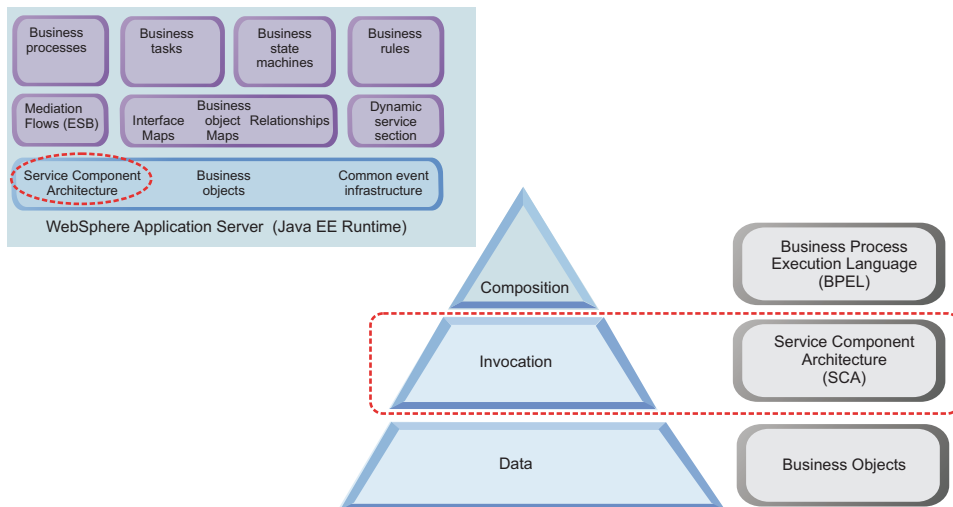 Business
processes
Business
tasks
Business
state
machines
Business
rules
Mediation
Flows (ESB)
Interface
Maps
Business
object
Maps
Relationships
Dynamic
service
section
Service Component
Architecture
Business
objects
Common event
infrastructure
WebSphere Application Server (Java EE Runtime)
Composition
Business Process
Execution Language
(BPEL)
Invocation
Service Component
Architecture
(SCA)
Data
Business Objects